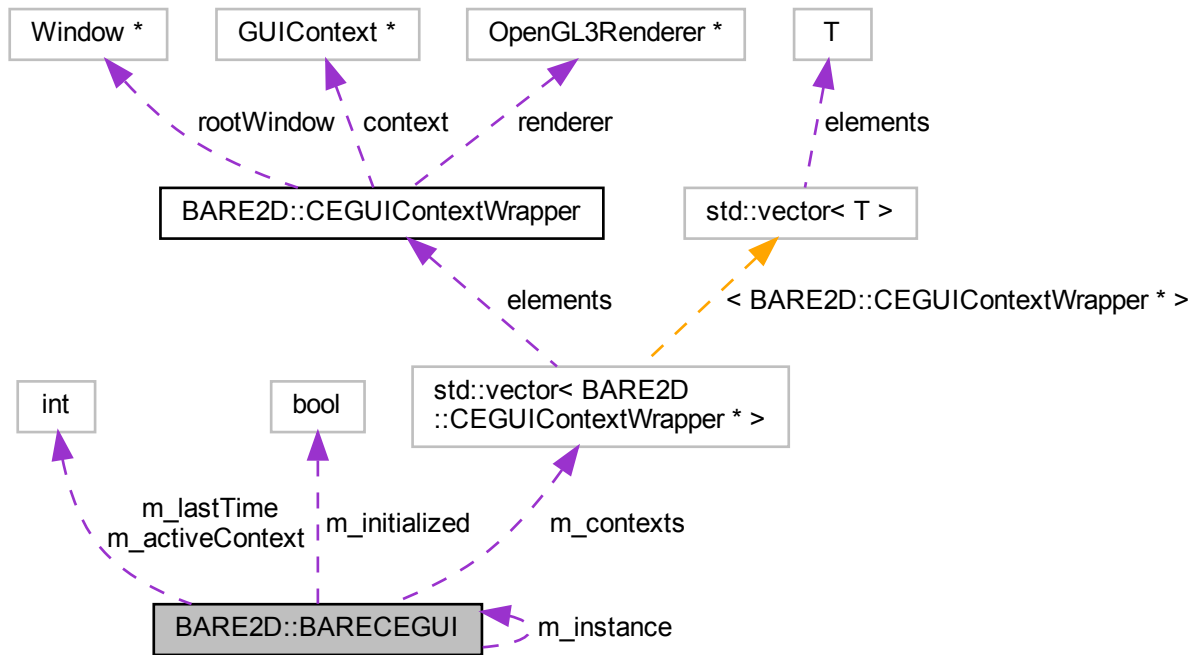 Window *
GUIContext *
OpenGL3Renderer *
T
rootWindow
context
renderer
elements
BARE2D::CEGUIContextWrapper
std::vector< T >
elements
< BARE2D::CEGUIContextWrapper * >
int
bool
std::vector< BARE2D
::CEGUIContextWrapper * >
m_lastTime
m_activeContext
m_initialized
m_contexts
BARE2D::BARECEGUI
m_instance